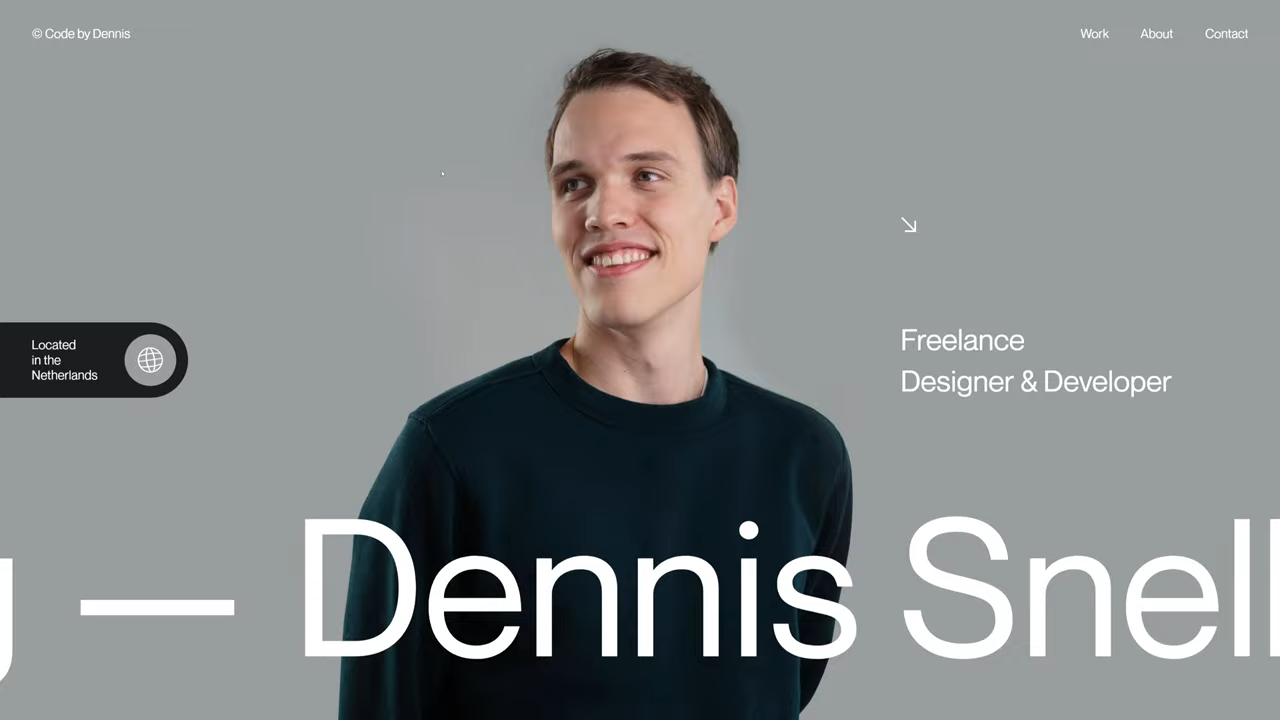 © Code by Dennis
Work
About
Contact
Located
in the
Netherlands
Freelance
Designer & Developer
— Dennis Snell